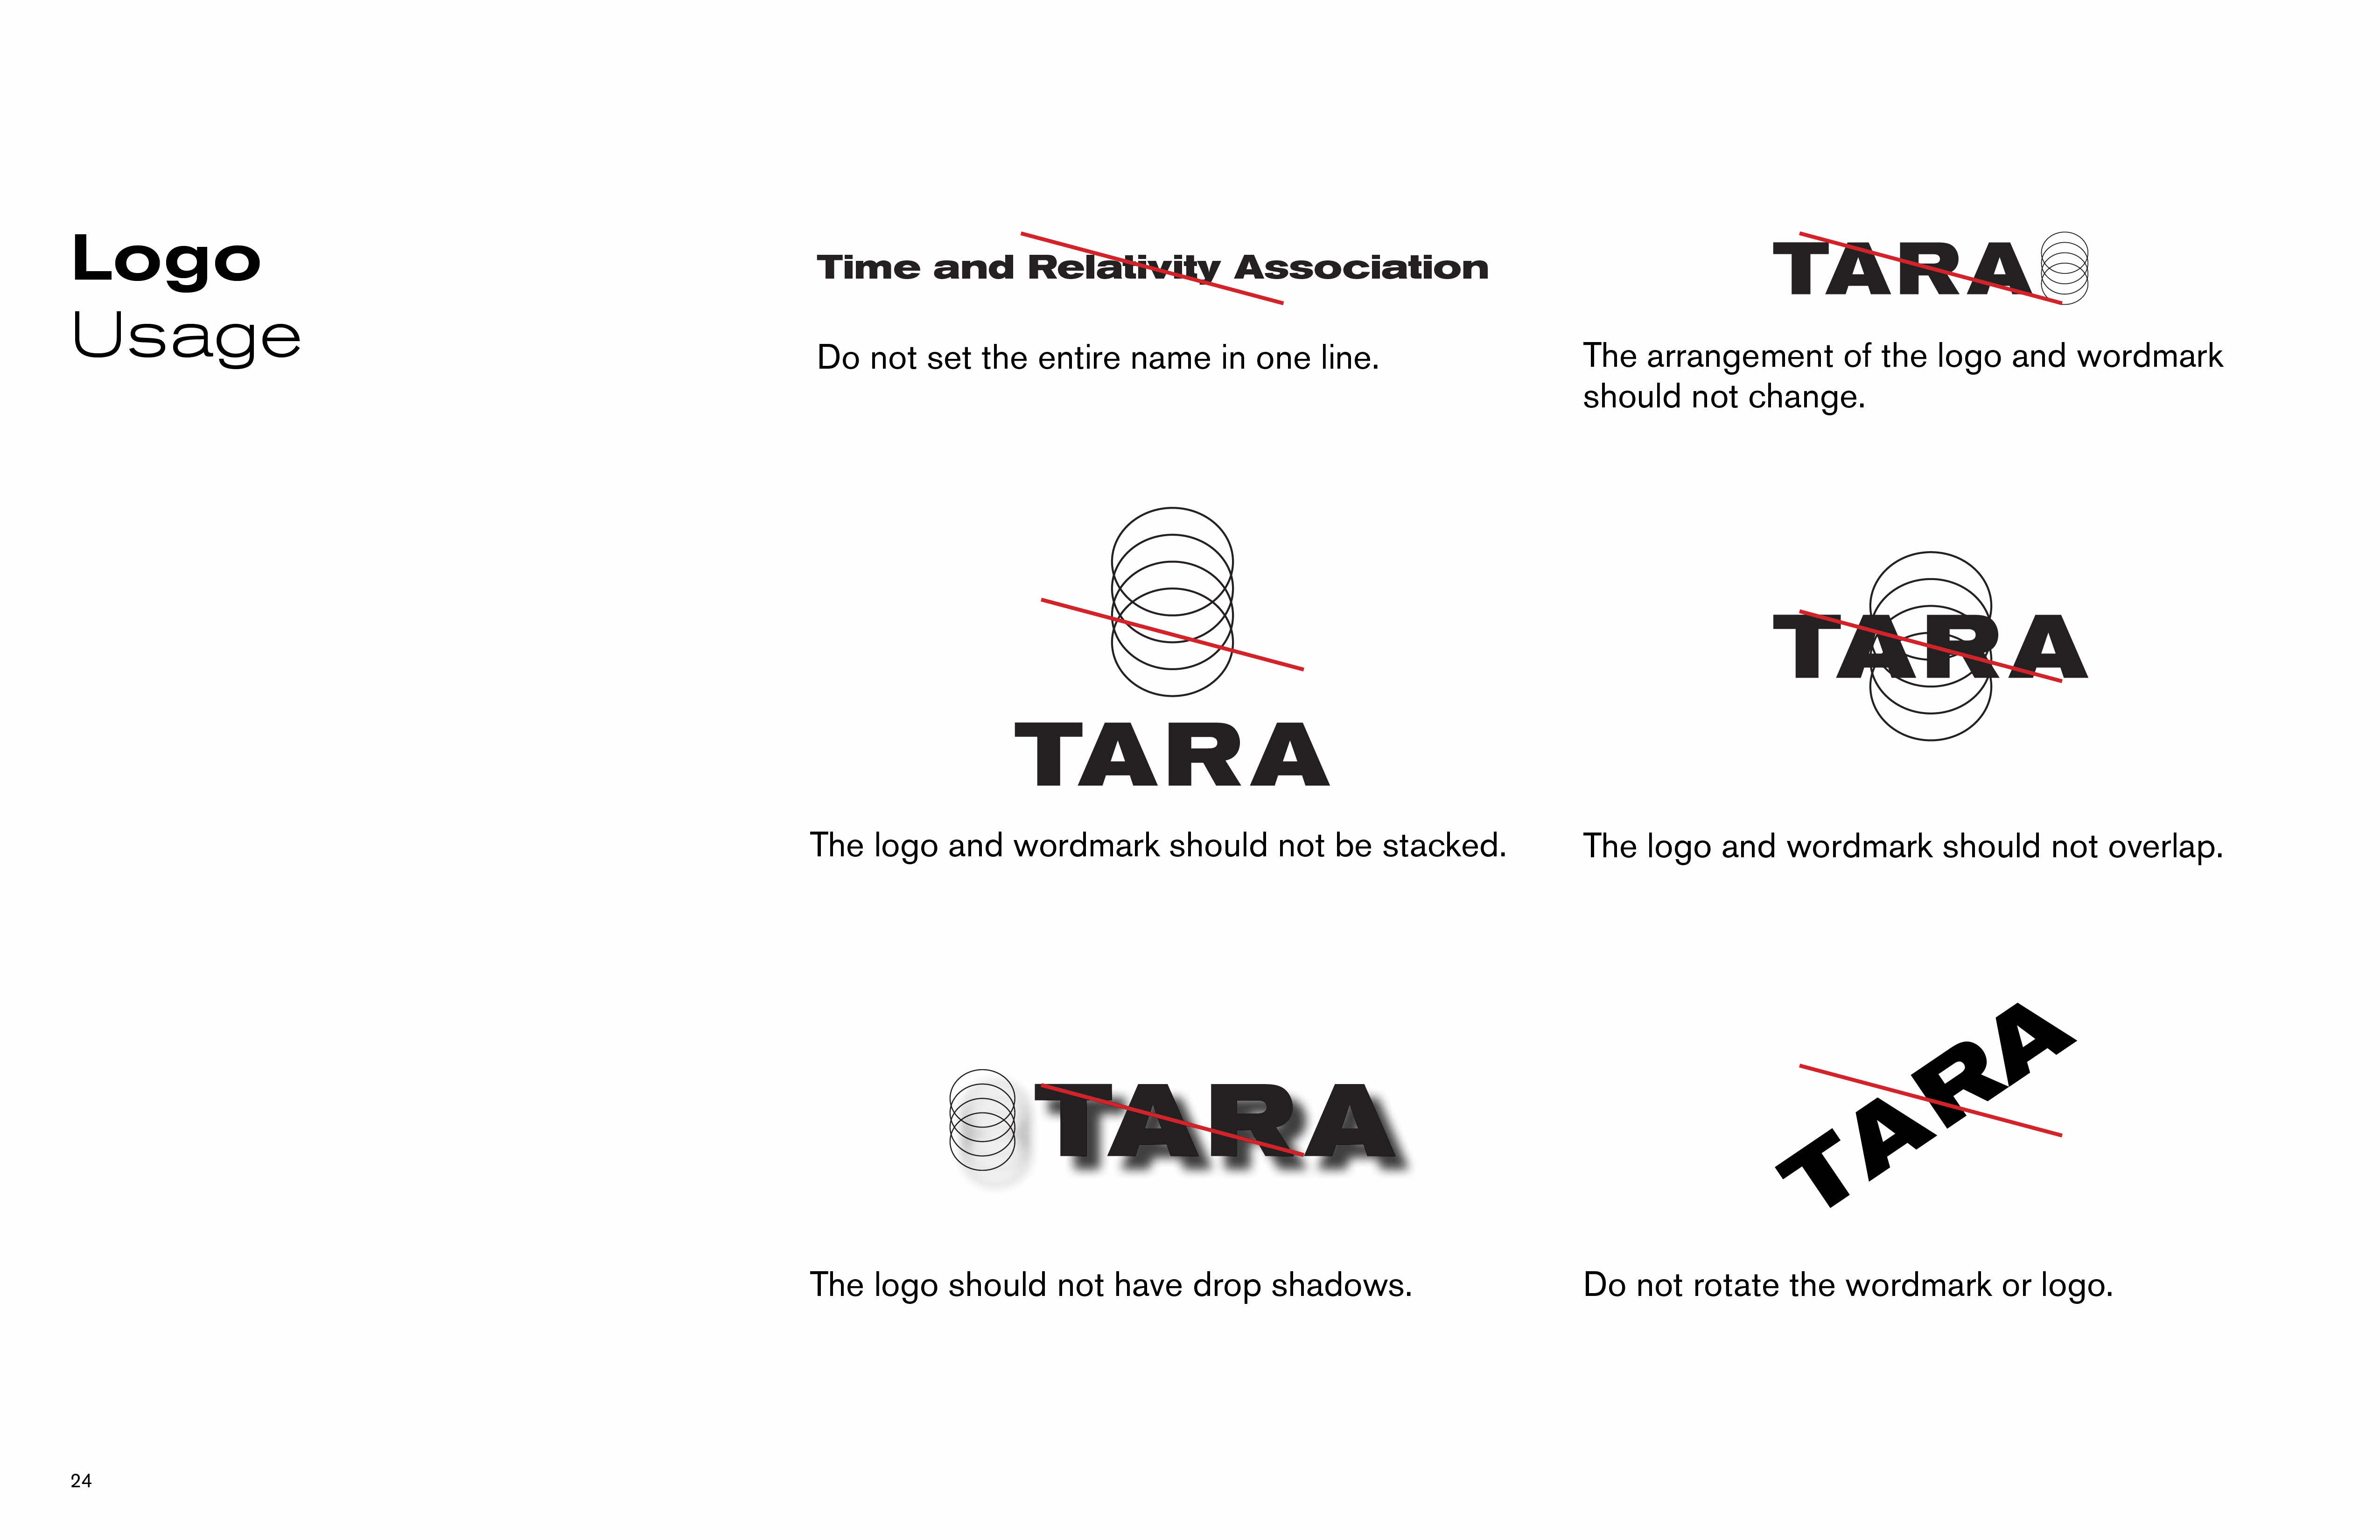 Logo
Usage
Time and Relativity Association
Do not set the entire name in one line.
TARA
The arrangement of the logo and wordmark
should not change.
TARA
The logo and wordmark should not be stacked.
TARA
The logo and wordmark should not overlap.
TARA
The logo should not have drop shadows.
TARA
Do not rotate the wordmark or logo.
24